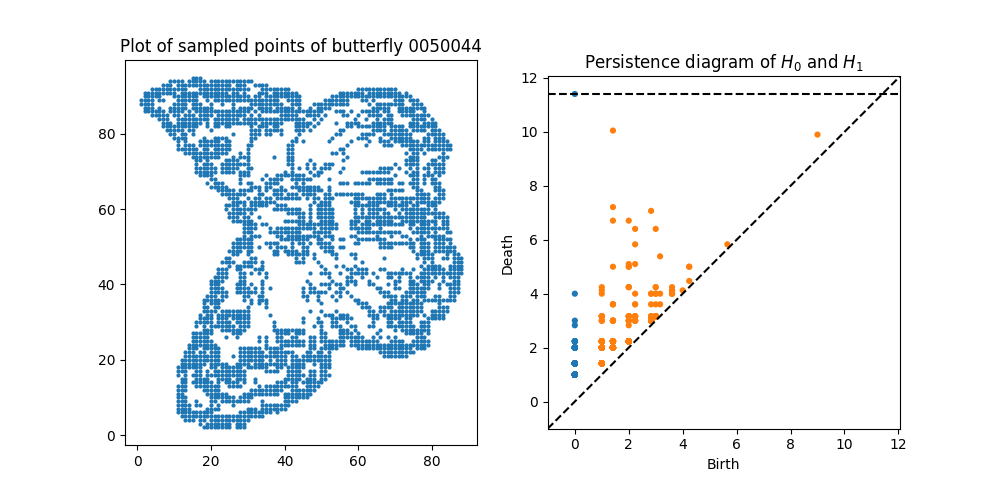 Plot of sampled points of butterfly 0050044
80
60
40
20
0
0 20 40 60 80
Persistence diagram of H₀ and H₁
12
10
8
6
4
2
0
Death
0 2 4 6 8 10 12
Birth